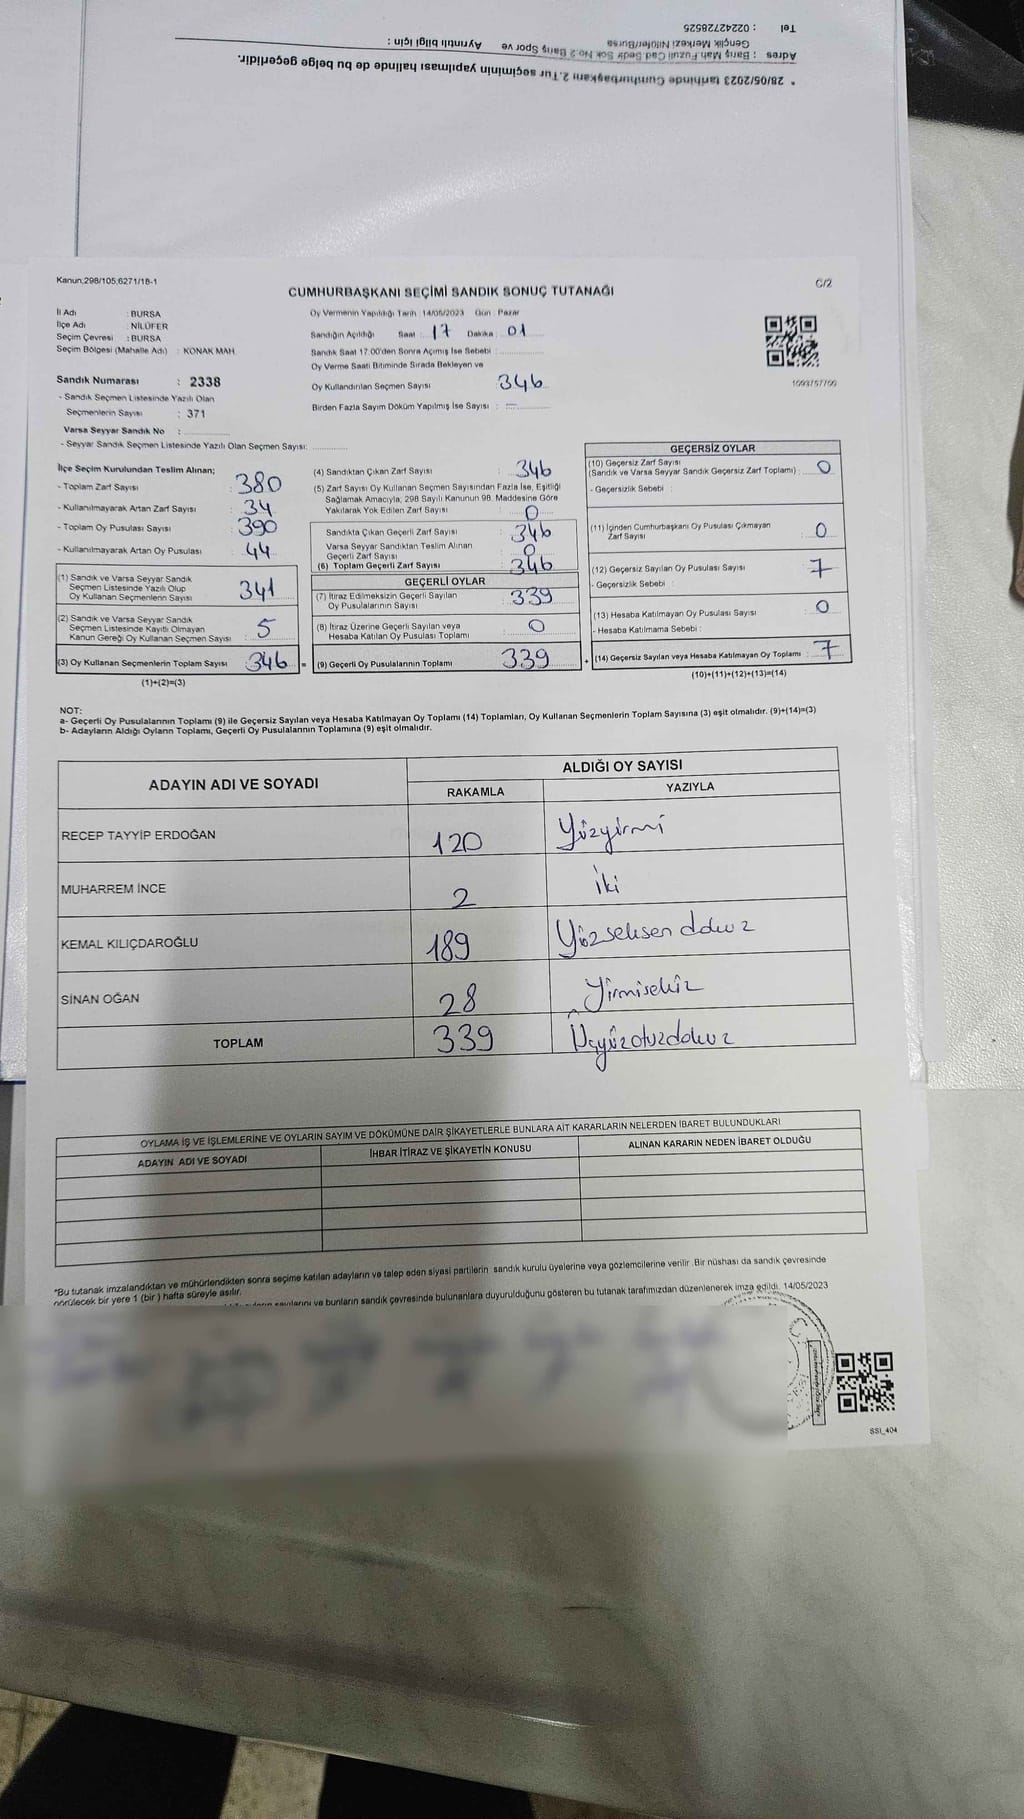 * 28/05/2023 tarihinde Cumhurbaşkanı 2.Tur seçiminin yapılması halinde de bu belge geçerlidir.
Adres : Barış Mah.Fuzuli Cad Sedir Sok No:2 Barış Spor ve Gençlik Merkezi Nilüfer/Bursa
Ayrıntılı bilgi için :
Tel : 02242728525
Kanun,298/105,6271/18-1
C/2
CUMHURBAŞKANI SEÇİMİ SANDIK SONUÇ TUTANAĞI
İl Adı : BURSA
İlçe Adı : NİLÜFER
Seçim Çevresi : BURSA
Seçim Bölgesi (Mahalle Adı) : KONAK MAH.
Oy Vermenin Yapıldığı Tarih :14/05/2023 Gün : Pazar
Sandığın Açıldığı Saat : 17 Dakika : 01
Sandık Saat 17:00'den Sonra Açımış İse Sebebi :
Oy Verme Saati Bitiminde Sırada Bekleyen ve
Oy Kullandırılan Seçmen Sayısı : 346
Birden Fazla Sayım Döküm Yapılmış İse Sayısı :
Sandık Numarası : 2338
- Sandık Seçmen Listesinde Yazılı Olan
Seçmenlerin Sayısı : 371
Varsa Seyyar Sandık No :
- Seyyar Sandık Seçmen Listesinde Yazılı Olan Seçmen Sayısı:
İlçe Seçim Kurulundan Teslim Alınan;
- Toplam Zarf Sayısı : 380
- Kullanılmayarak Artan Zarf Sayısı : 34
- Toplam Oy Pusulası Sayısı : 390
- Kullanılmayarak Artan Oy Pusulası : 44
(1) Sandık ve Varsa Seyyar Sandık
Seçmen Listesinde Yazılı Olup
Oy Kullanan Seçmenlerin Sayısı : 341
(2) Sandık ve Varsa Seyyar Sandık
Seçmen Listesinde Kayıtlı Olmayan
Kanun Gereği Oy Kullanan Seçmen Sayısı : 5
(3) Oy Kullanan Seçmenlerin Toplam Sayısı : 346
(1)+(2)=(3)
(4) Sandıktan Çıkan Zarf Sayısı : 346
(5) Zarf Sayısı Oy Kullanan Seçmen Sayısından Fazla İse, Eşitliği
Sağlamak Amacıyla; 298 Sayılı Kanunun 98. Maddesine Göre
Yakılarak Yok Edilen Zarf Sayısı : 0
Sandıkta Çıkan Geçerli Zarf Sayısı : 346
Varsa Seyyar Sandıktan Teslim Alınan
Geçerli Zarf Sayısı : 0
(6) Toplam Geçerli Zarf Sayısı : 346
GEÇERLİ OYLAR
(7) İtiraz Edilmeksizin Geçerli Sayılan
Oy Pusulalarının Sayısı : 339
(8) İtiraz Üzerine Geçerli Sayılan veya
Hesaba Katılan Oy Pusulası Toplamı : 0
= (9) Geçerli Oy Pusulalarının Toplamı : 339
GEÇERSİZ OYLAR
(10) Geçersiz Zarf Sayısı
(Sandık ve Varsa Seyyar Sandık Geçersiz Zarf Toplamı) : 0
- Geçersizlik Sebebi :
(11) İçinden Cumhurbaşkanı Oy Pusulası Çıkmayan
Zarf Sayısı : 0
(12) Geçersiz Sayılan Oy Pusulası Sayısı : 7
- Geçersizlik Sebebi :
(13) Hesaba Katılmayan Oy Pusulası Sayısı : 0
- Hesaba Katılmama Sebebi :
+ (14) Geçersiz Sayılan veya Hesaba Katılmayan Oy Toplamı : 7
(10)+(11)+(12)+(13)=(14)
NOT:
a- Geçerli Oy Pusulalarının Toplamı (9) ile Geçersiz Sayılan veya Hesaba Katılmayan Oy Toplamı (14) Toplamları, Oy Kullanan Seçmenlerin Toplam Sayısına (3) eşit olmalıdır. (9)+(14)=(3)
b- Adayların Aldığı Oyların Toplamı, Geçerli Oy Pusulalarının Toplamına (9) eşit olmalıdır.
ADAYIN ADI VE SOYADI
ALDIĞI OY SAYISI
RAKAMLA YAZIYLA
RECEP TAYYİP ERDOĞAN 120 Yüzyirmi
MUHARREM İNCE 2 İki
KEMAL KILIÇDAROĞLU 189 Yüzseksen dokuz
SİNAN OĞAN 28 Yirmisekiz
TOPLAM 339 Üçyüzotuzdokuz
OYLAMA İŞ VE İŞLEMLERİNE VE OYLARIN SAYIM VE DÖKÜMÜNE DAİR ŞİKAYETLERLE BUNLARA AİT KARARLARIN NELERDEN İBARET BULUNDUKLARI
ADAYIN ADI VE SOYADI İHBAR İTİRAZ VE ŞİKAYETİN KONUSU ALINAN KARARIN NEDEN İBARET OLDUĞU
*Bu tutanak imzalandıktan ve mühürlendikten sonra seçime katılan adayların ve talep eden siyasi partilerin sandık kurulu üyelerine veya gözlemcilerine verilir .Bir nüshası da sandık çevresinde
görülecek bir yere 1 (bir ) hafta süreyle asılır.
sayılarını ve bunların sandık çevresinde bulunanlara duyurulduğunu gösteren bu tutanak tarafımızdan düzenlenerek imza edildi. 14/05/2023
SSI_404